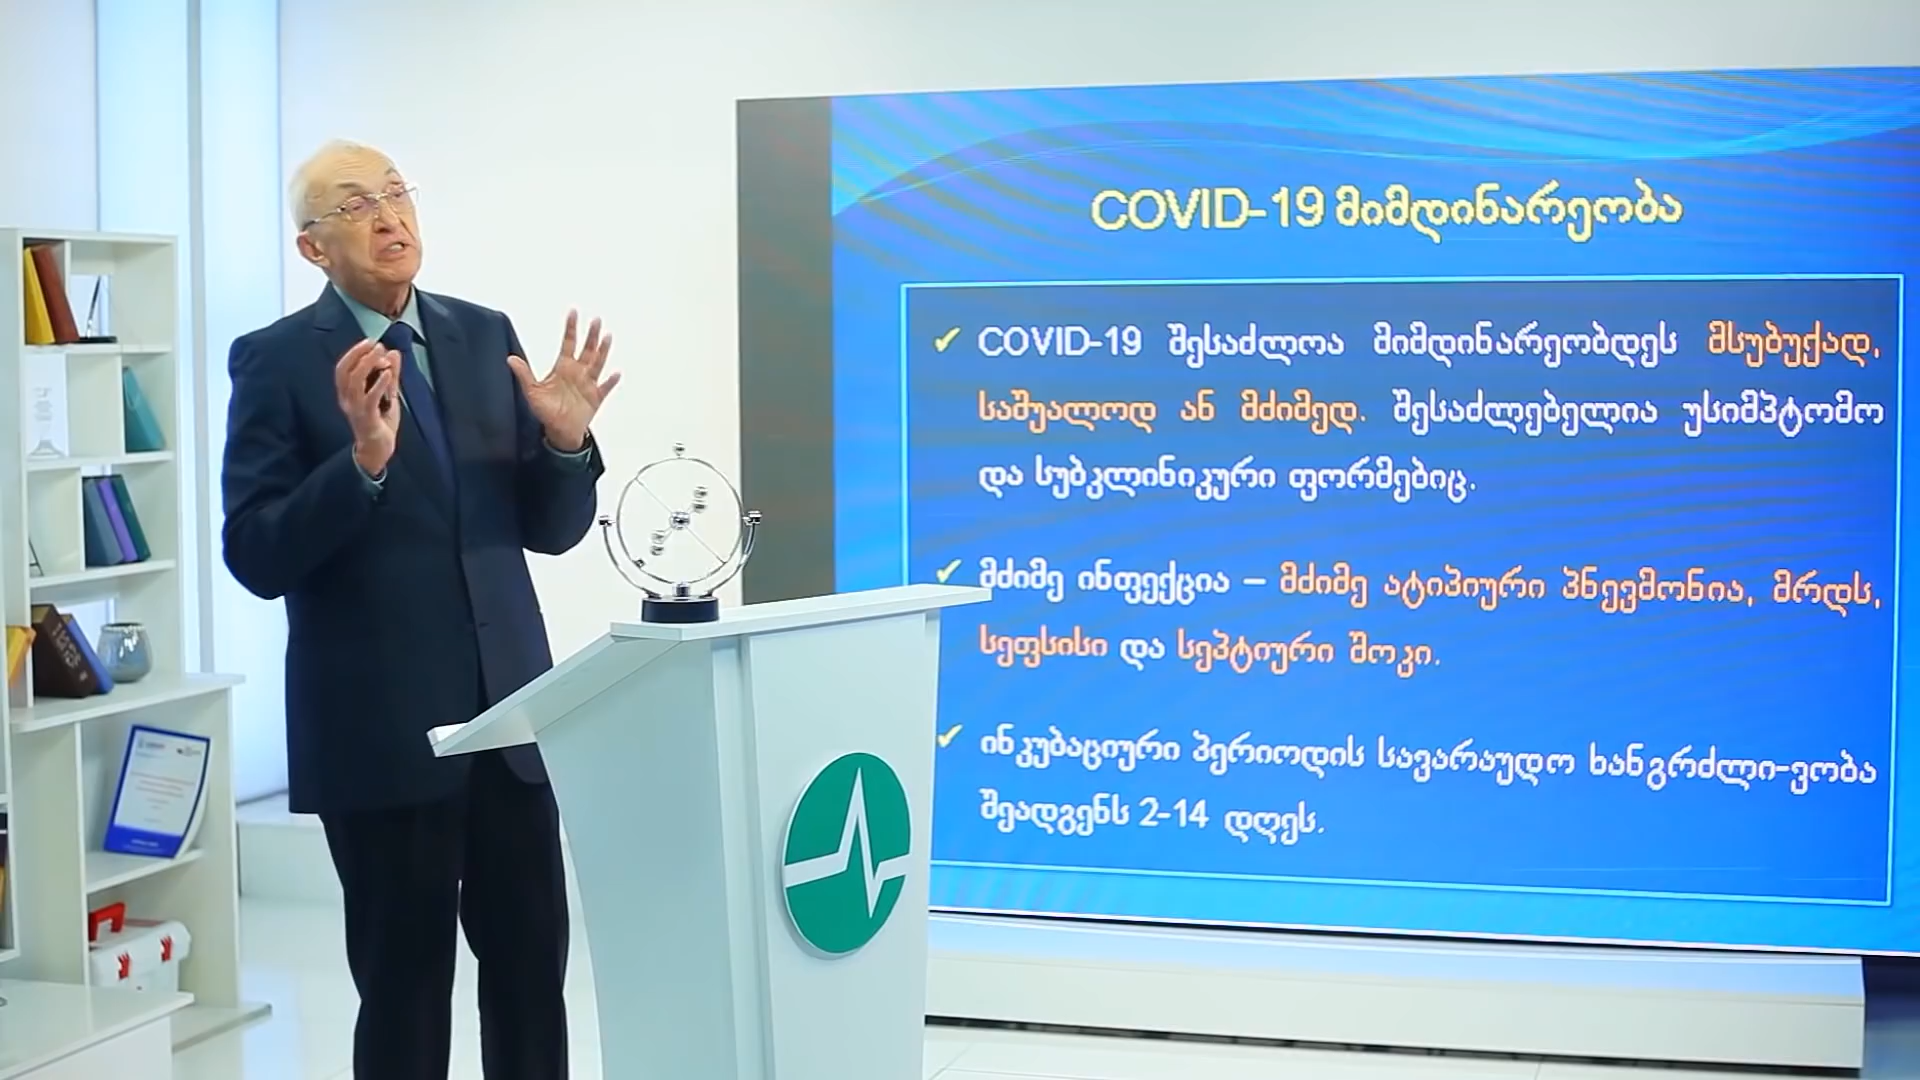 COVID-19 მიმდინარეობა
✓ COVID-19 შესაძლოა მიმდინარეობდეს მსუბუქად,
საშუალოდ ან მძიმედ. შესაძლებელია უსიმპტომო
და სუბკლინიკური ფორმებიც.
✓ მძიმე ინფექცია – მძიმე ატიპიური პნევმონია, მრდს,
სეფსისი და სეპტიური შოკი.
✓ ინკუბაციური პერიოდის სავარაუდო ხანგრძლი-ვობა
შეადგენს 2-14 დღეს.